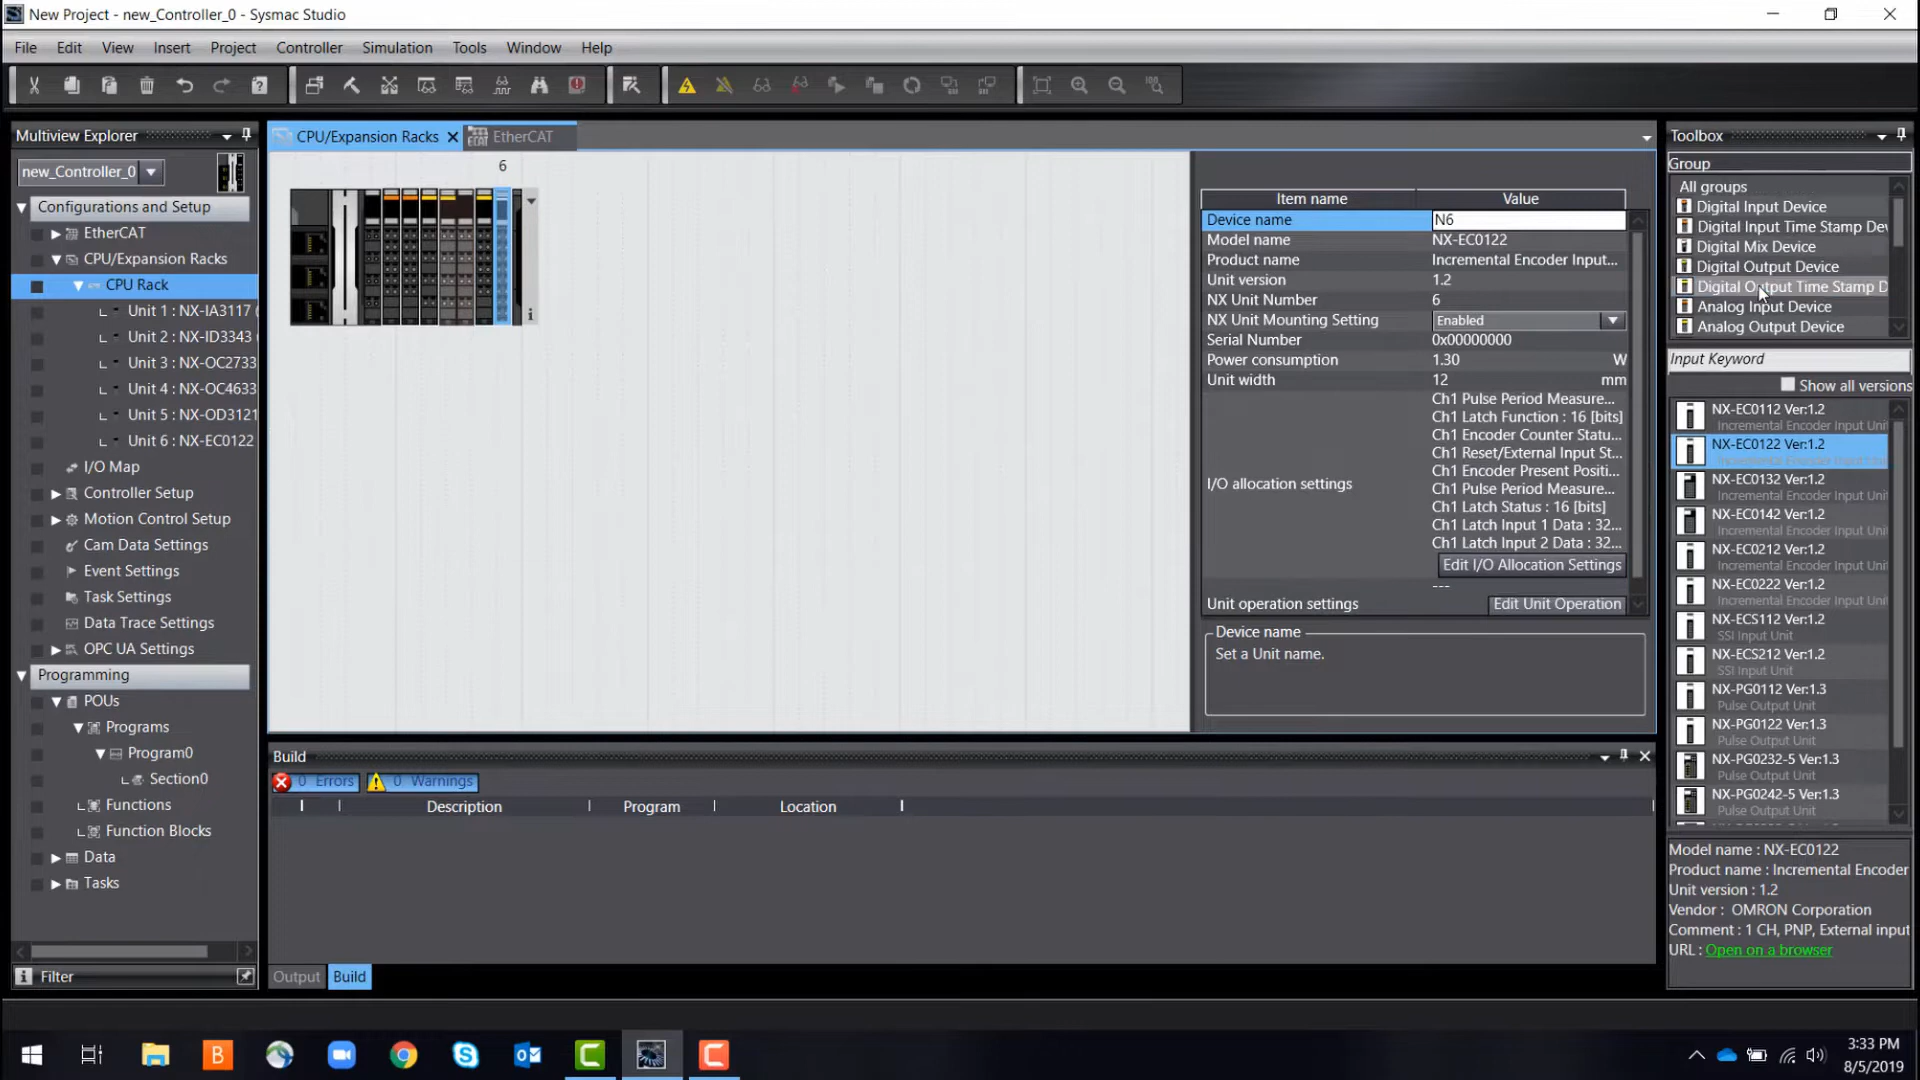 New Project - new_Controller_0 - Sysmac Studio
File Edit View Insert Project Controller Simulation Tools Window Help
Multiview Explorer
new_Controller_0
Configurations and Setup
EtherCAT
CPU/Expansion Racks
CPU Rack
Unit 1 : NX-IA3117 (
Unit 2 : NX-ID3343 (
Unit 3 : NX-OC2733
Unit 4 : NX-OC4633
Unit 5 : NX-OD3121
Unit 6 : NX-EC0122
I/O Map
Controller Setup
Motion Control Setup
Cam Data Settings
Event Settings
Task Settings
Data Trace Settings
OPC UA Settings
Programming
POUs
Programs
Program0
Section0
Functions
Function Blocks
Data
Tasks
Filter
CPU/Expansion Racks EtherCAT
6
Item name Value
Device name N6
Model name NX-EC0122
Product name Incremental Encoder Input...
Unit version 1.2
NX Unit Number 6
NX Unit Mounting Setting Enabled
Serial Number 0x00000000
Power consumption 1.30 W
Unit width 12 mm
I/O allocation settings
Ch1 Pulse Period Measure...
Ch1 Latch Function : 16 [bits]
Ch1 Encoder Counter Statu...
Ch1 Reset/External Input St...
Ch1 Encoder Present Positi...
Ch1 Pulse Period Measure...
Ch1 Latch Status : 16 [bits]
Ch1 Latch Input 1 Data : 32...
Ch1 Latch Input 2 Data : 32...
Edit I/O Allocation Settings
---
Unit operation settings Edit Unit Operation
Device name
Set a Unit name.
Build
0 Errors 0 Warnings
Description Program Location
Output Build
Toolbox
Group
All groups
Digital Input Device
Digital Input Time Stamp De
Digital Mix Device
Digital Output Device
Digital Output Time Stamp D
Analog Input Device
Analog Output Device
Input Keyword
Show all versions
NX-EC0112 Ver:1.2
Incremental Encoder Input Unit
NX-EC0122 Ver:1.2
NX-EC0132 Ver:1.2
Incremental Encoder Input Unit
NX-EC0142 Ver:1.2
Incremental Encoder Input Unit
NX-EC0212 Ver:1.2
Incremental Encoder Input Unit
NX-EC0222 Ver:1.2
Incremental Encoder Input Unit
NX-ECS112 Ver:1.2
SSI Input Unit
NX-ECS212 Ver:1.2
SSI Input Unit
NX-PG0112 Ver:1.3
Pulse Output Unit
NX-PG0122 Ver:1.3
Pulse Output Unit
NX-PG0232-5 Ver:1.3
Pulse Output Unit
NX-PG0242-5 Ver:1.3
Pulse Output Unit
Model name : NX-EC0122
Product name : Incremental Encoder
Unit version : 1.2
Vendor : OMRON Corporation
Comment : 1 CH, PNP, External input
URL : Open on a browser
3:33 PM
8/5/2019